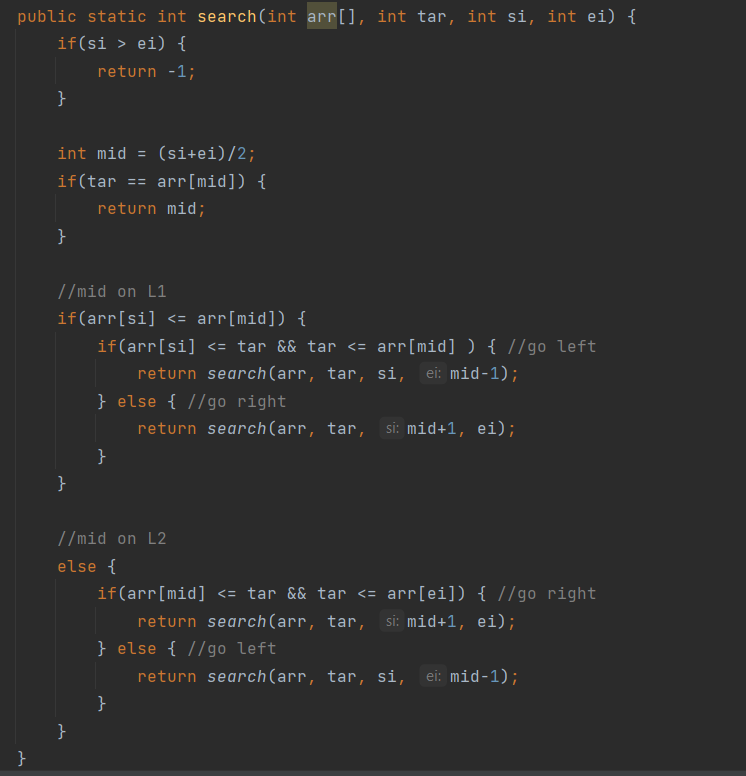 public static int search(int arr[], int tar, int si, int ei) {
if(si > ei) {
return -1;
}
int mid = (si+ei)/2;
if(tar == arr[mid]) {
return mid;
}
//mid on L1
if(arr[si] <= arr[mid]) {
if(arr[si] <= tar && tar <= arr[mid] ) { //go left
return search(arr, tar, si, ei: mid-1);
} else { //go right
return search(arr, tar, si: mid+1, ei);
}
}
//mid on L2
else {
if(arr[mid] <= tar && tar <= arr[ei]) { //go right
return search(arr, tar, si: mid+1, ei);
} else { //go left
return search(arr, tar, si, ei: mid-1);
}
}
}